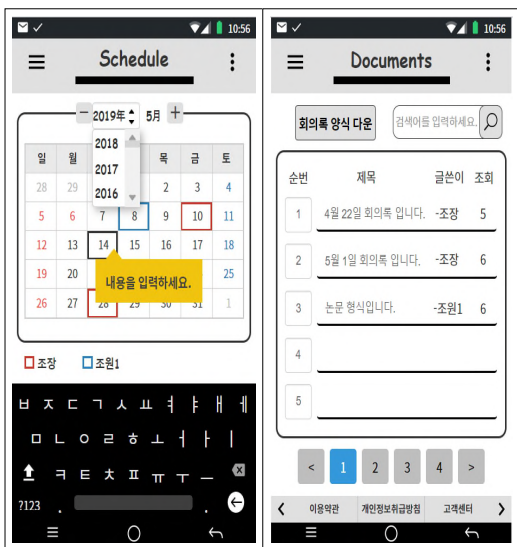 10:56
Schedule
2019年 5月
2018
2017
2016
일 월 목 금 토
28 29 2 3 4
5 6 7 8 9 10 11
12 13 14 15 16 17 18
19 20 25
내용을 입력하세요.
26 27 28 29 30 31 1
조장 조원1
ㅂ ㅈ ㄷ ㄱ ㅅ ㅛ ㅕ ㅑ ㅐ ㅔ
ㅁ ㄴ ㅇ ㄹ ㅎ ㅗ ㅓ ㅏ ㅣ
ㅋ ㅌ ㅊ ㅍ ㅠ ㅜ ㅡ
?123 . .
10:56
Documents
회의록 양식 다운 검색어를 입력하세요.
순번 제목 글쓴이 조회
1 4월 22일 회의록 입니다. -조장 5
2 5월 1일 회의록 입니다. -조장 6
3 논문 형식입니다. -조원1 6
4
5
< 1 2 3 4 >
이용약관 개인정보취급방침 고객센터